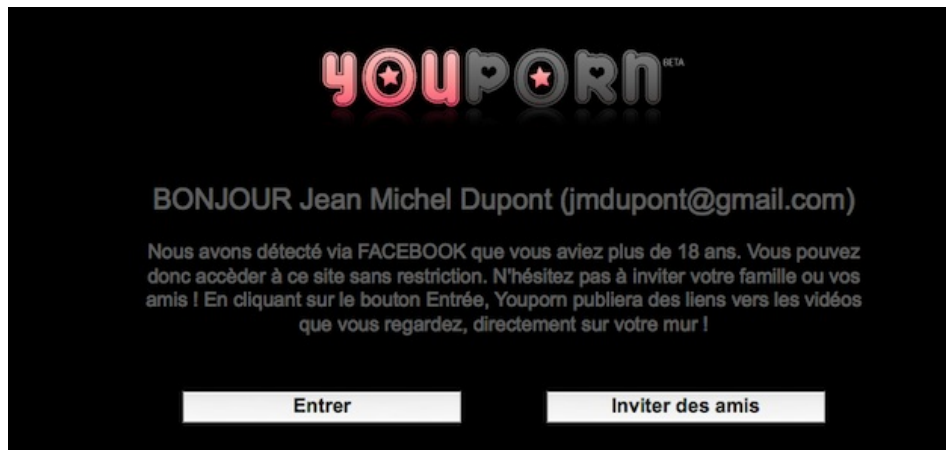 YOUPORN BETA
BONJOUR Jean Michel Dupont (jmdupont@gmail.com)
Nous avons détecté via FACEBOOK que vous aviez plus de 18 ans. Vous pouvez
donc accèder à ce site sans restriction. N'hésitez pas à inviter votre famille ou vos
amis ! En cliquant sur le bouton Entrée, Youporn publiera des liens vers les vidéos
que vous regardez, directement sur votre mur !
Entrer Inviter des amis